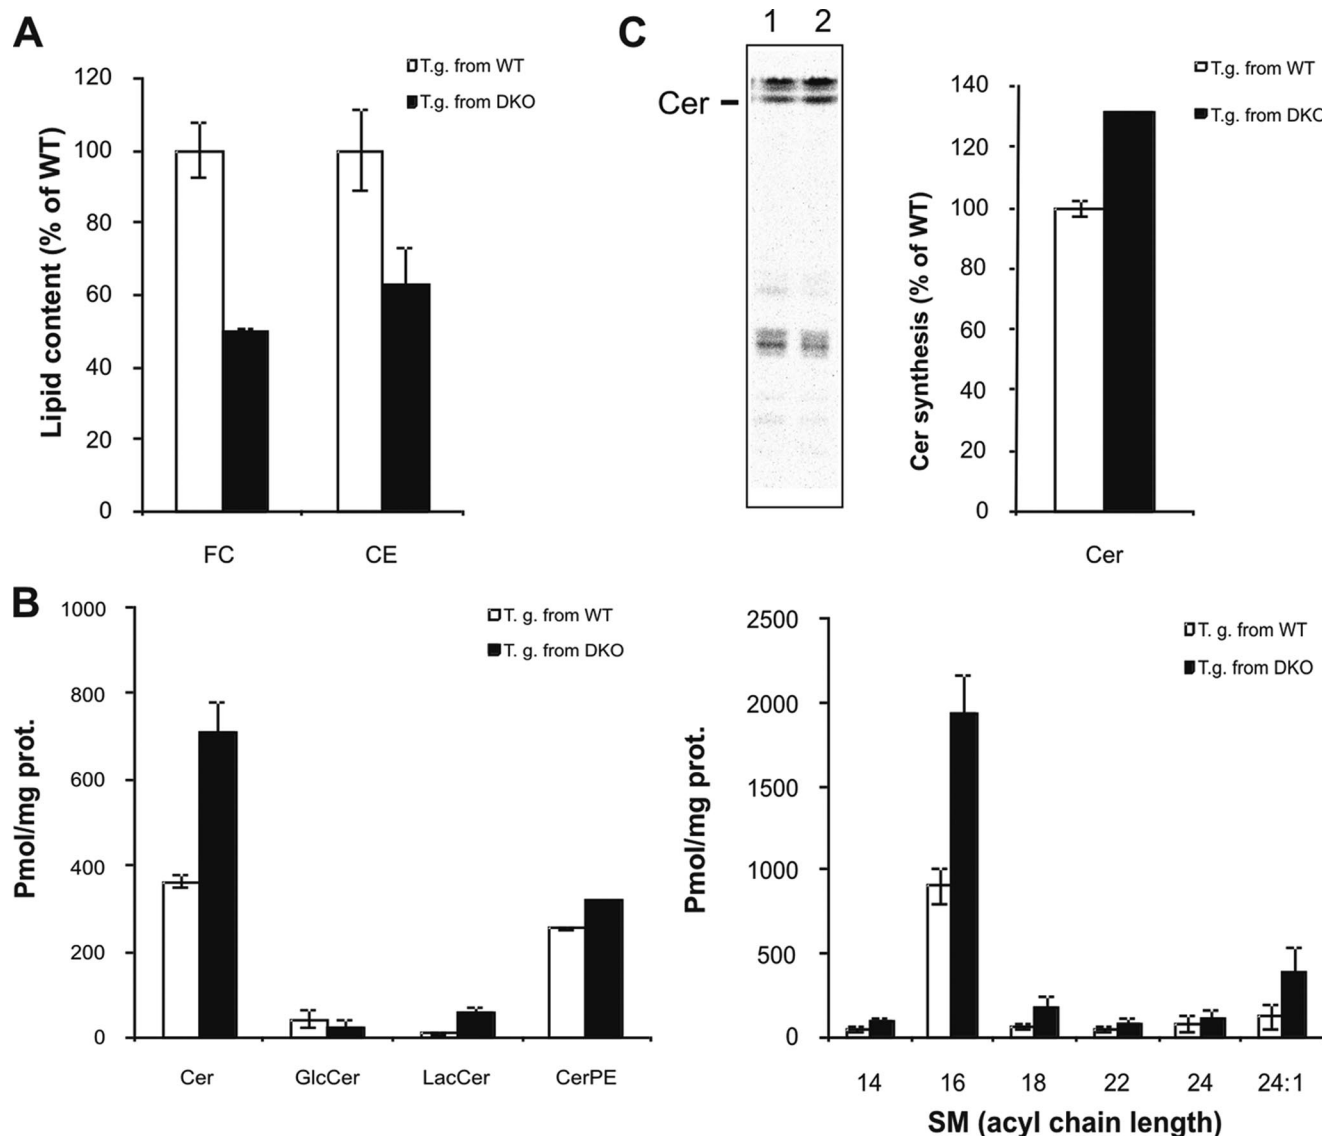 A
T.g. from WT
T.g. from DKO
Lipid content (% of WT)
120
100
80
60
40
20
0
FC
CE
C
1 2
Cer
T.g. from WT
T.g. from DKO
Cer synthesis (% of WT)
140
120
100
80
60
40
20
0
Cer
B
T. g. from WT
T. g. from DKO
Pmol/mg prot.
1000
800
600
400
200
0
Cer
GlcCer
LacCer
CerPE
T. g. from WT
T.g. from DKO
Pmol/mg prot.
2500
2000
1500
1000
500
0
14
16
18
22
24
24:1
SM (acyl chain length)